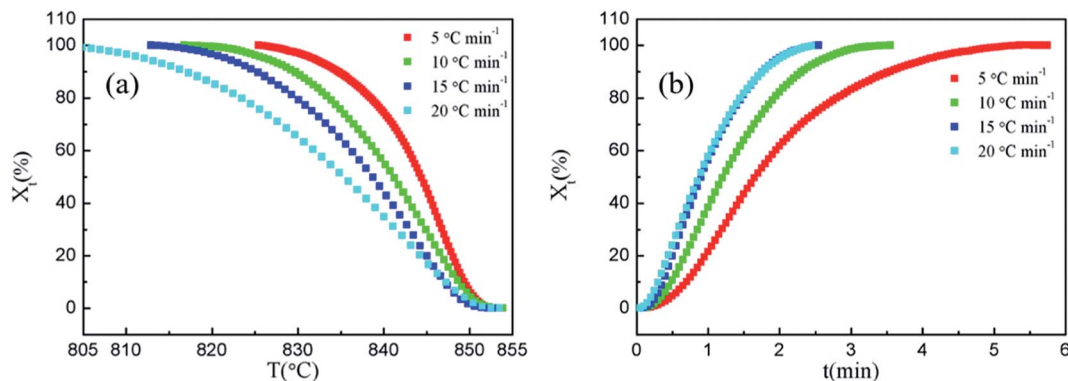 110
100
80
60
40
20
0
X_t(%)
(a)
5 °C min⁻¹
10 °C min⁻¹
15 °C min⁻¹
20 °C min⁻¹
805 810 820 830 840 850 855
T(°C)
110
100
80
60
40
20
0
X_t(%)
(b)
5 °C min⁻¹
10 °C min⁻¹
15 °C min⁻¹
20 °C min⁻¹
0 1 2 3 4 5 6
t(min)